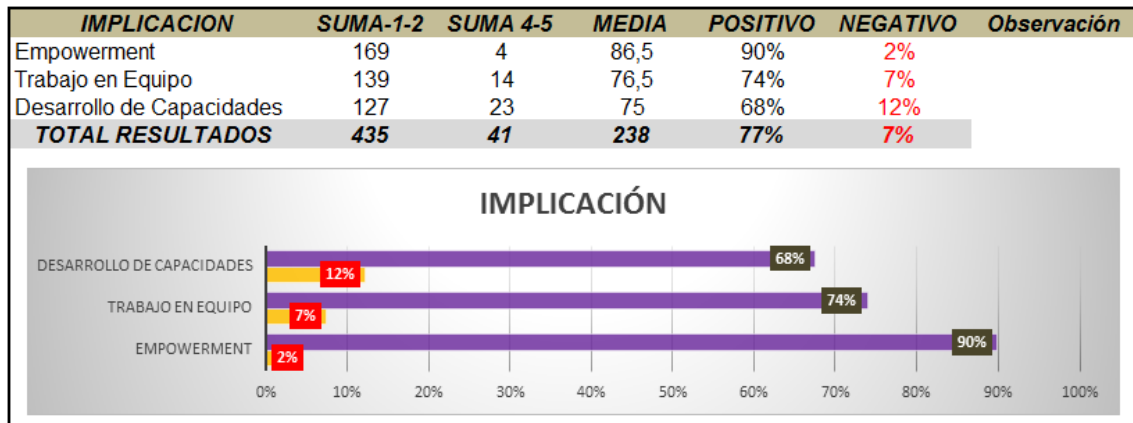 IMPLICACION SUMA-1-2 SUMA 4-5 MEDIA POSITIVO NEGATIVO Observación
Empowerment 169 4 86,5 90% 2%
Trabajo en Equipo 139 14 76,5 74% 7%
Desarrollo de Capacidades 127 23 75 68% 12%
TOTAL RESULTADOS 435 41 238 77% 7%
IMPLICACIÓN
DESARROLLO DE CAPACIDADES 68%
12%
TRABAJO EN EQUIPO 74%
7%
EMPOWERMENT 90%
2%
0% 10% 20% 30% 40% 50% 60% 70% 80% 90% 100%